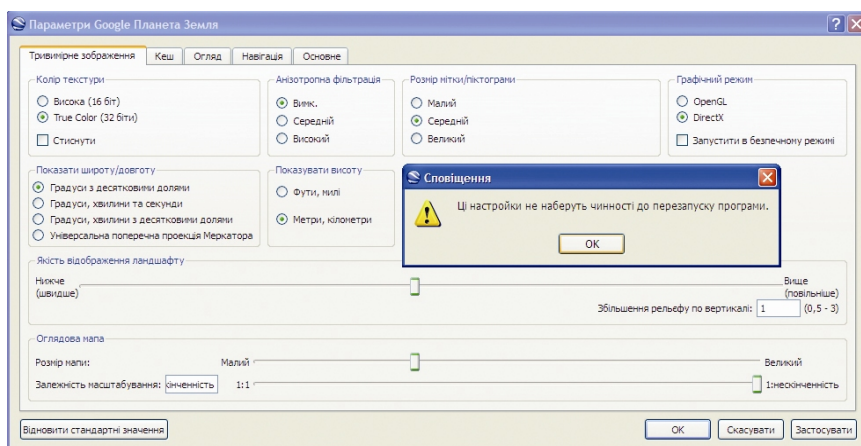 Параметри Google Планета Земля
Тривимірне зображення Кеш Огляд Навігація Основне
Колір текстури Анізотропна фільтрація Розмір мітки/піктограми Графічний режим
Висока (16 біт) Вимк. Малий OpenGL
True Color (32 біти) Середній Середній DirectX
Стиснути Високий Великий Запустити в безпечному режимі
Показати широту/довготу Показувати висоту Сповіщення
Градуси з десятковими долями Фути, милі
Градуси, хвилини та секунди Ці настройки не наберуть чинності до перезапуску програми.
Градуси, хвилини з десятковими долями Метри, кілометри
Універсальна поперечна проекція Меркатора
OK
Якість відображення ландшафту
Нижче Вище
(швидше) (повільніше)
Збільшення рельєфу по вертикалі: 1 (0,5 - 3)
Оглядова мапа
Розмір мапи: Малий Великий
Залежність масштабування: кінченність 1:1 1:нескінченність
Відновити стандартні значення OK Скасувати Застосувати